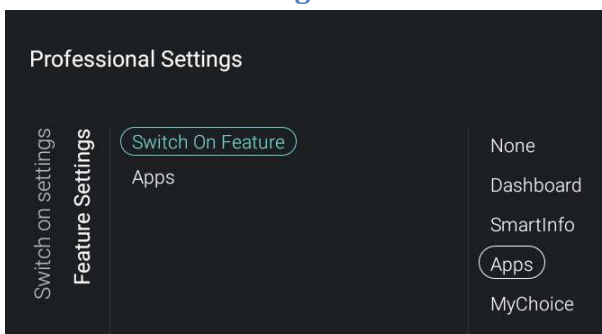 Professional Settings
Switch on settings
Feature Settings
Switch On Feature
Apps
None
Dashboard
SmartInfo
Apps
MyChoice